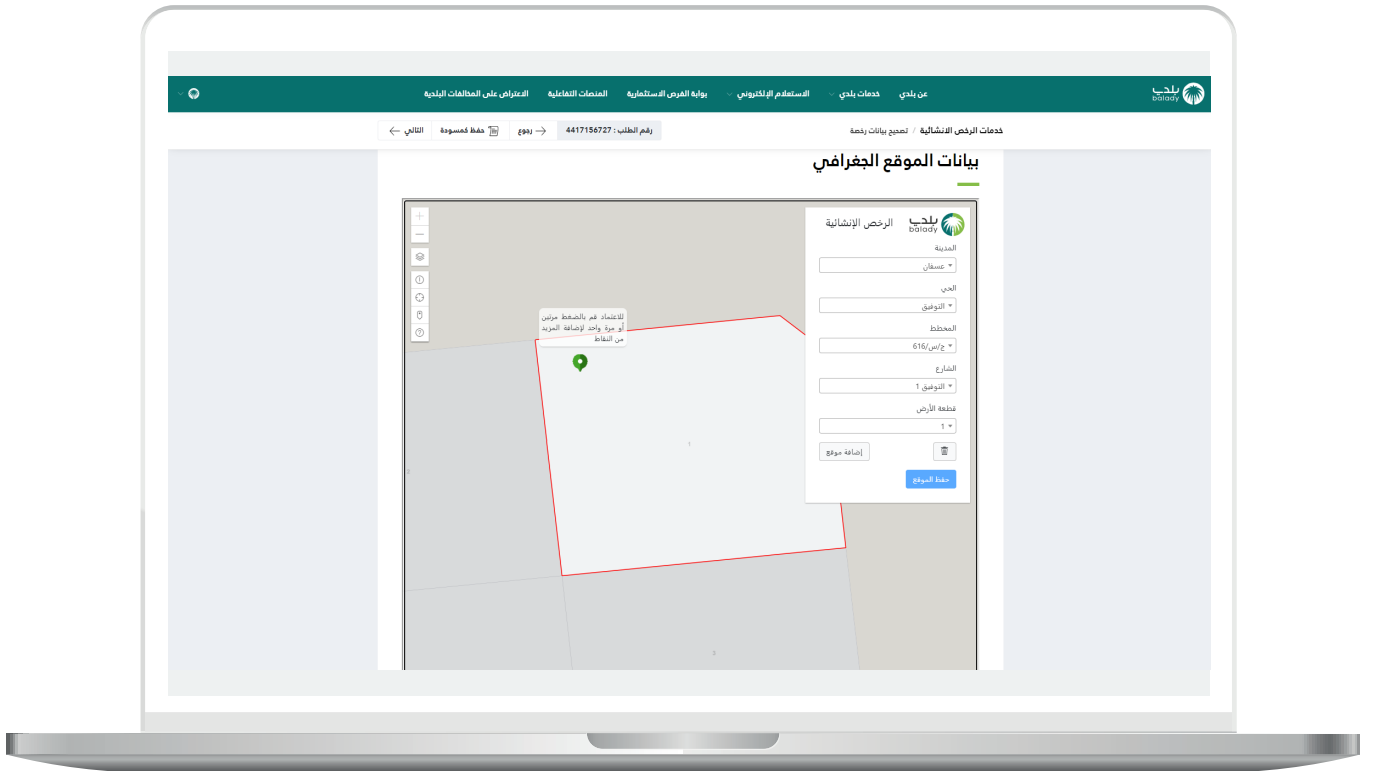 بلدي
balady
عن بلدي
خدمات بلدي
الاستعلام الإلكتروني
بوابة الفرص الاستثمارية
المنصات التفاعلية
الاعتراض على المخالفات البلدية
خدمات الرخص الانشائية / تصحيح بيانات رخصة
رقم الطلب : 4417156727
رجوع
حفظ كمسودة
التالي
بيانات الموقع الجغرافي
بلدي
balady
الرخص الإنشائية
المدينة
عسفان
الحي
التوفيق
المخطط
ج/س/616
الشارع
التوفيق 1
قطعة الأرض
1
إضافة موقع
حفظ الموقع
للاعتماد قم بالضغط مرتين
أو مرة واحد لإضافة المزيد
من النقاط
1
3